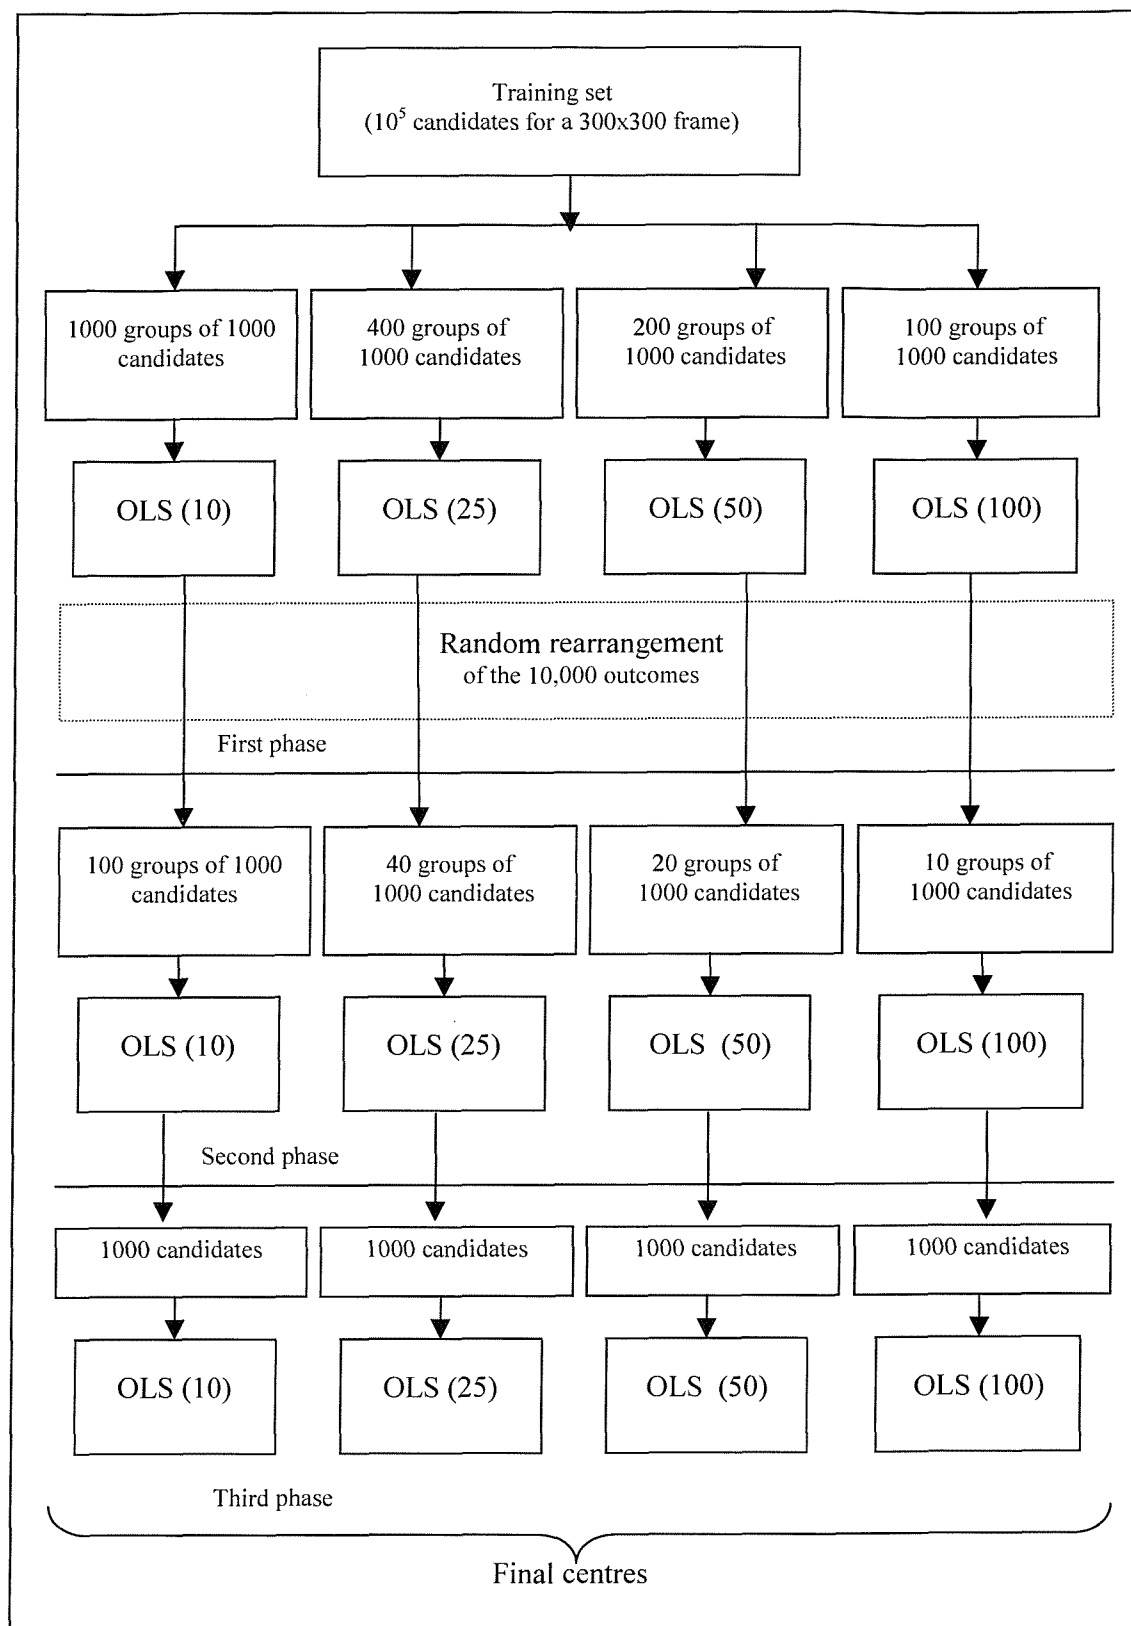 Training set
(10⁵ candidates for a 300x300 frame)
1000 groups of 1000
candidates
400 groups of
1000 candidates
200 groups of
1000 candidates
100 groups of
1000 candidates
OLS (10)
OLS (25)
OLS (50)
OLS (100)
Random rearrangement
of the 10,000 outcomes
First phase
100 groups of 1000
candidates
40 groups of
1000 candidates
20 groups of
1000 candidates
10 groups of
1000 candidates
OLS (10)
OLS (25)
OLS (50)
OLS (100)
Second phase
1000 candidates
1000 candidates
1000 candidates
1000 candidates
OLS (10)
OLS (25)
OLS (50)
OLS (100)
Third phase
Final centres